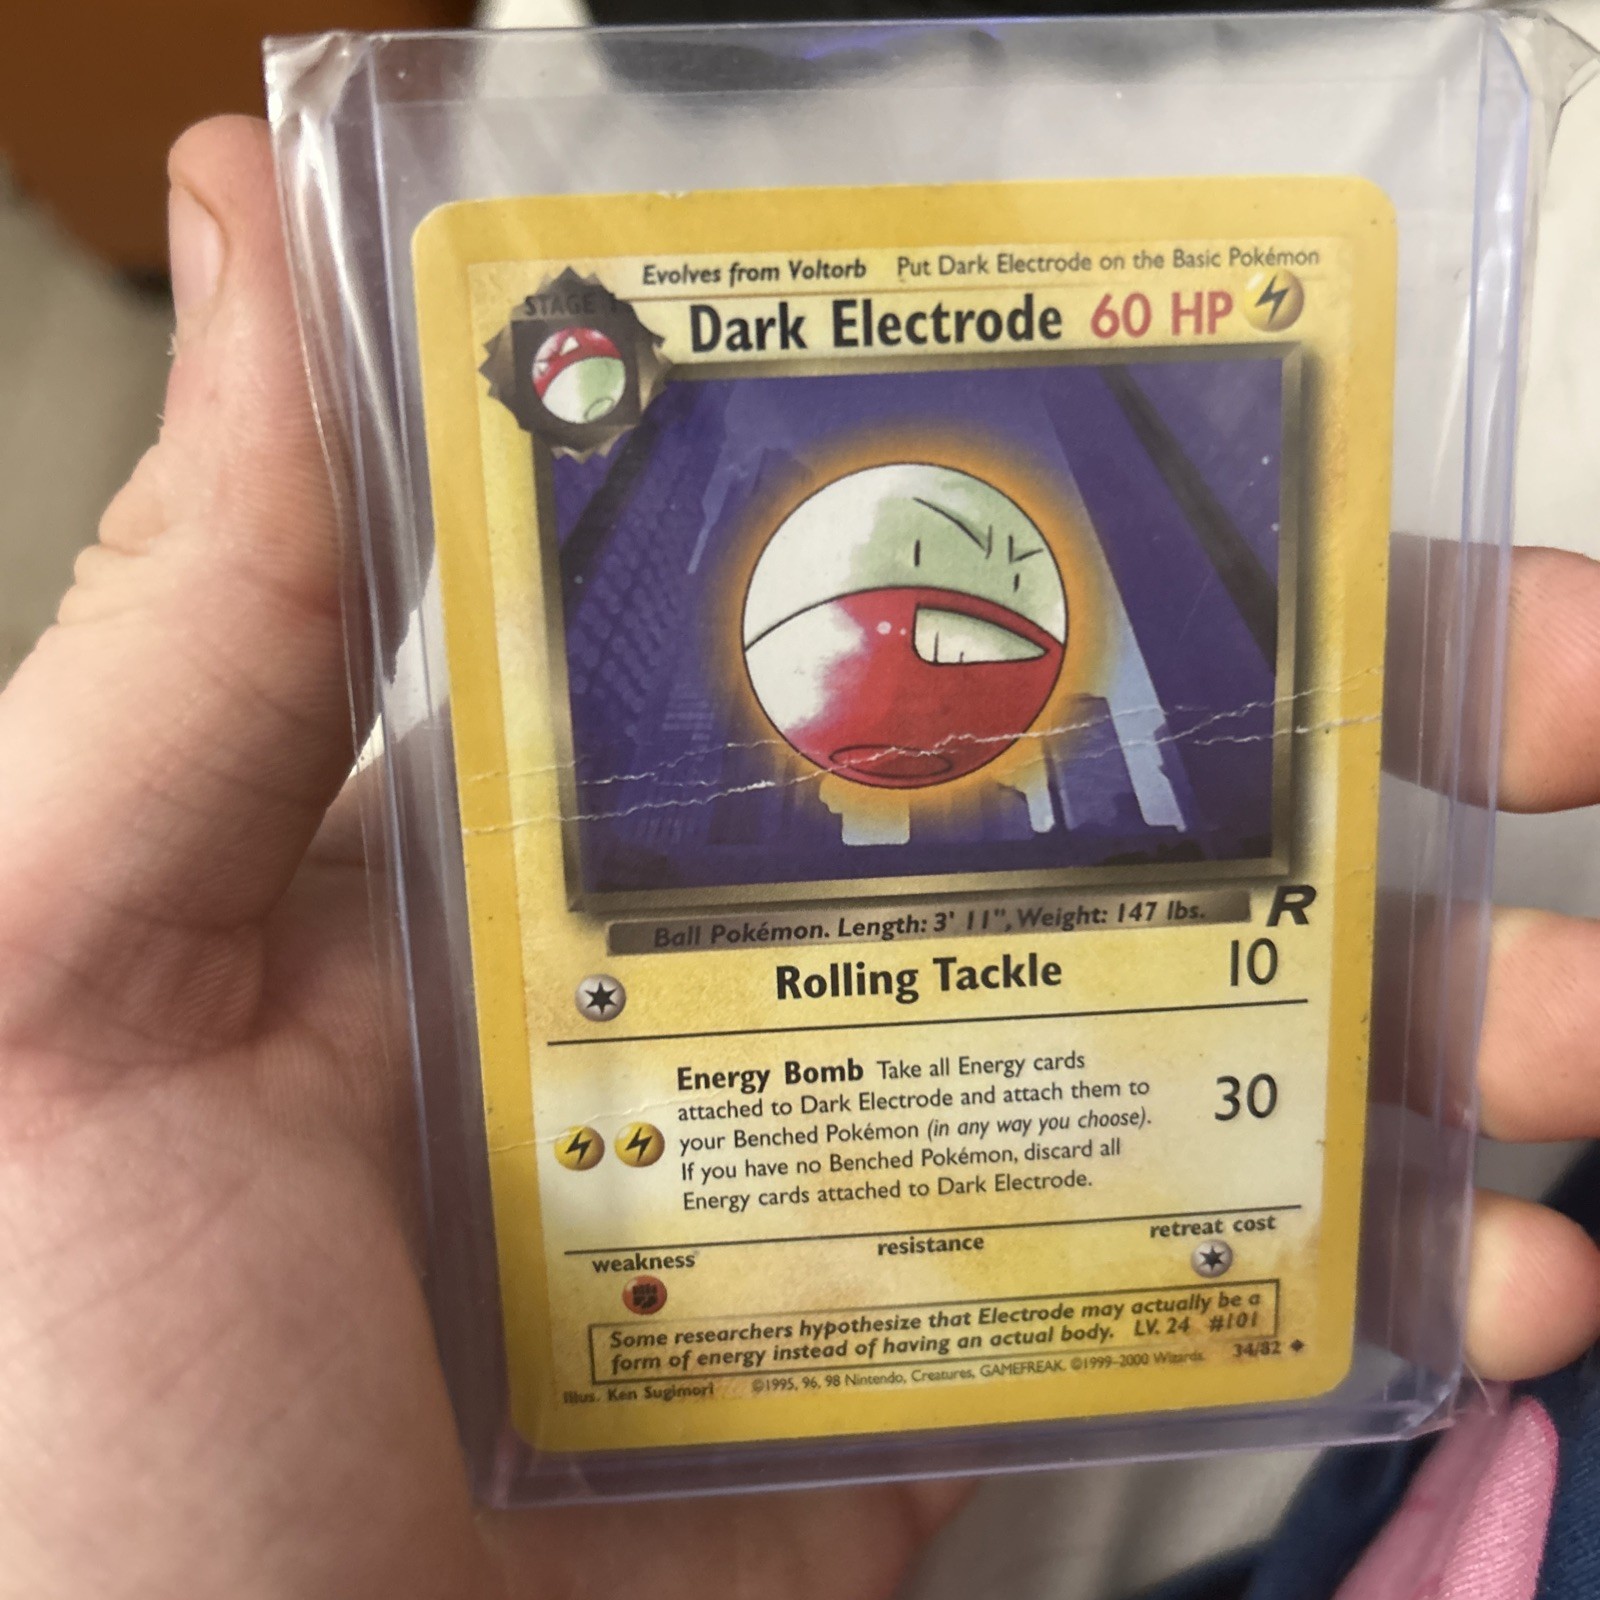 Evolves from Voltorb Put Dark Electrode on the Basic Pokémon
STAGE 1
Dark Electrode 60 HP
Ball Pokémon. Length: 3' 11", Weight: 147 lbs.
R
Rolling Tackle 10
Energy Bomb Take all Energy cards
attached to Dark Electrode and attach them to
your Benched Pokémon (in any way you choose).
If you have no Benched Pokémon, discard all
Energy cards attached to Dark Electrode.
30
weakness resistance retreat cost
Some researchers hypothesize that Electrode may actually be a
form of energy instead of having an actual body. LV. 24 #101
Illus. Ken Sugimori ©1995, 96, 98 Nintendo, Creatures, GAMEFREAK. ©1999-2000 Wizards. 34/82